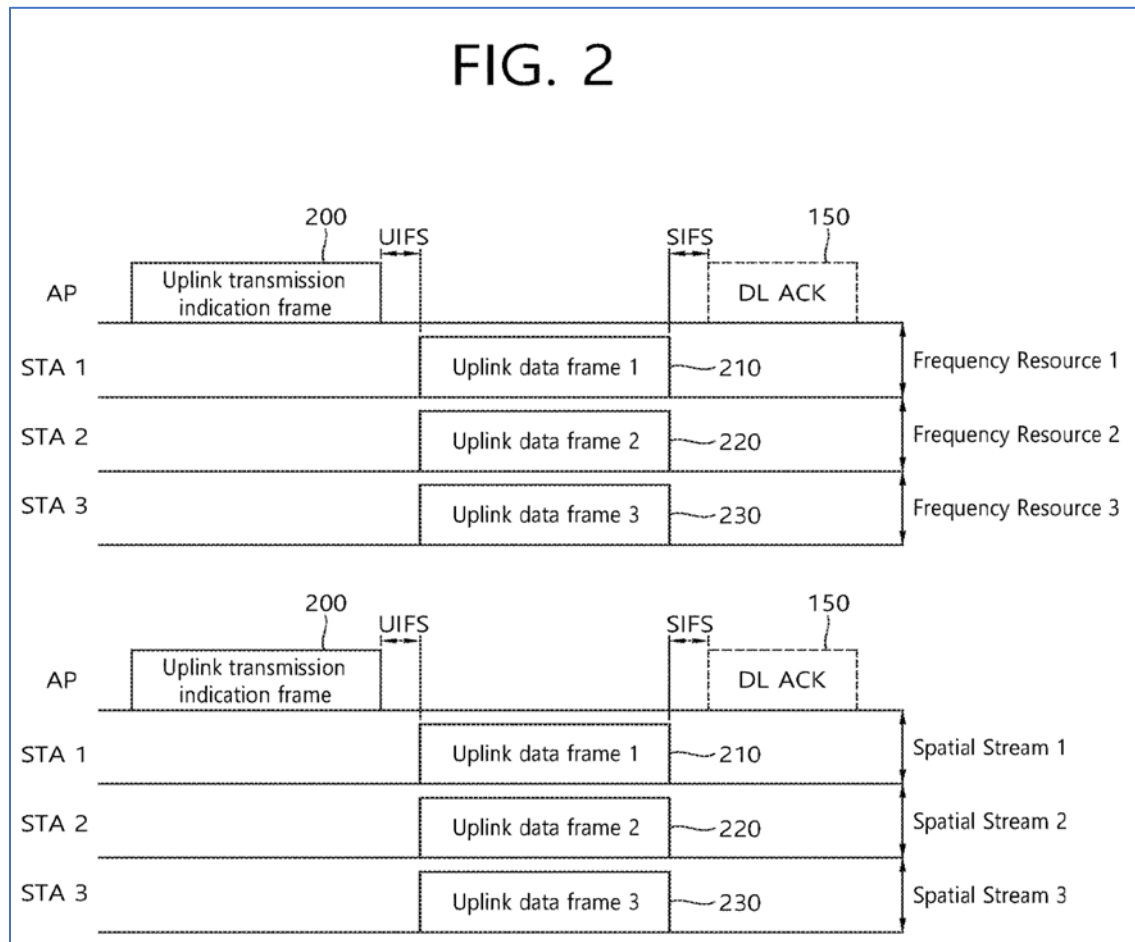 FIG. 2
200
UIFS
SIFS
150
AP
Uplink transmission
indication frame
DL ACK
STA 1
Uplink data frame 1
210
Frequency Resource 1
STA 2
Uplink data frame 2
220
Frequency Resource 2
STA 3
Uplink data frame 3
230
Frequency Resource 3
200
UIFS
SIFS
150
AP
Uplink transmission
indication frame
DL ACK
STA 1
Uplink data frame 1
210
Spatial Stream 1
STA 2
Uplink data frame 2
220
Spatial Stream 2
STA 3
Uplink data frame 3
230
Spatial Stream 3